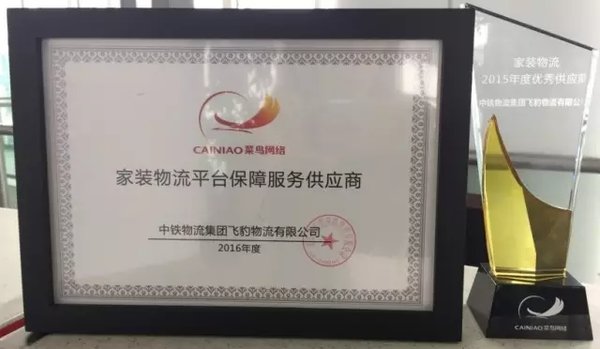 CAINIAO 菜鸟网络
家装物流平台保障服务供应商
中铁物流集团飞豹物流有限公司
2016年度
家装物流
2015年度优秀供应商
中铁物流集团飞豹物流有限公司
CAINIAO 菜鸟网络